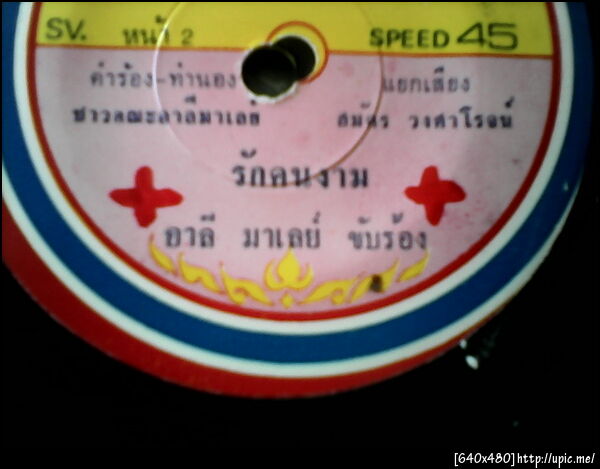 SV. หน้า 2 SPEED 45
คำร้อง-ทำนอง แยกเสียง
ชาวคณะอาลีมาเลย์ สมัคร วงศาโรจน์
รักคนงาม
อาลี มาเลย์ ขับร้อง
[640x480]http://upic.me/